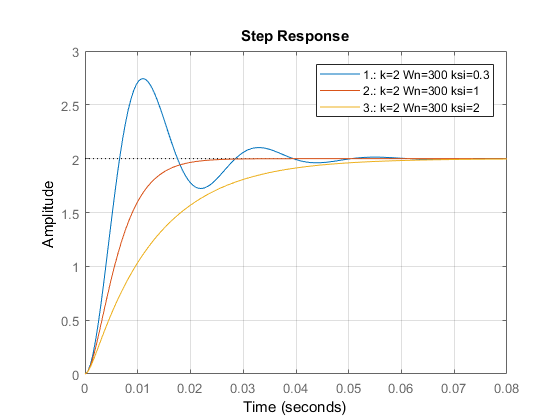 Step Response
3
2.5
2
1.5
1
0.5
0
Amplitude
1.: k=2 Wn=300 ksi=0.3
2.: k=2 Wn=300 ksi=1
3.: k=2 Wn=300 ksi=2
0 0.01 0.02 0.03 0.04 0.05 0.06 0.07 0.08
Time (seconds)